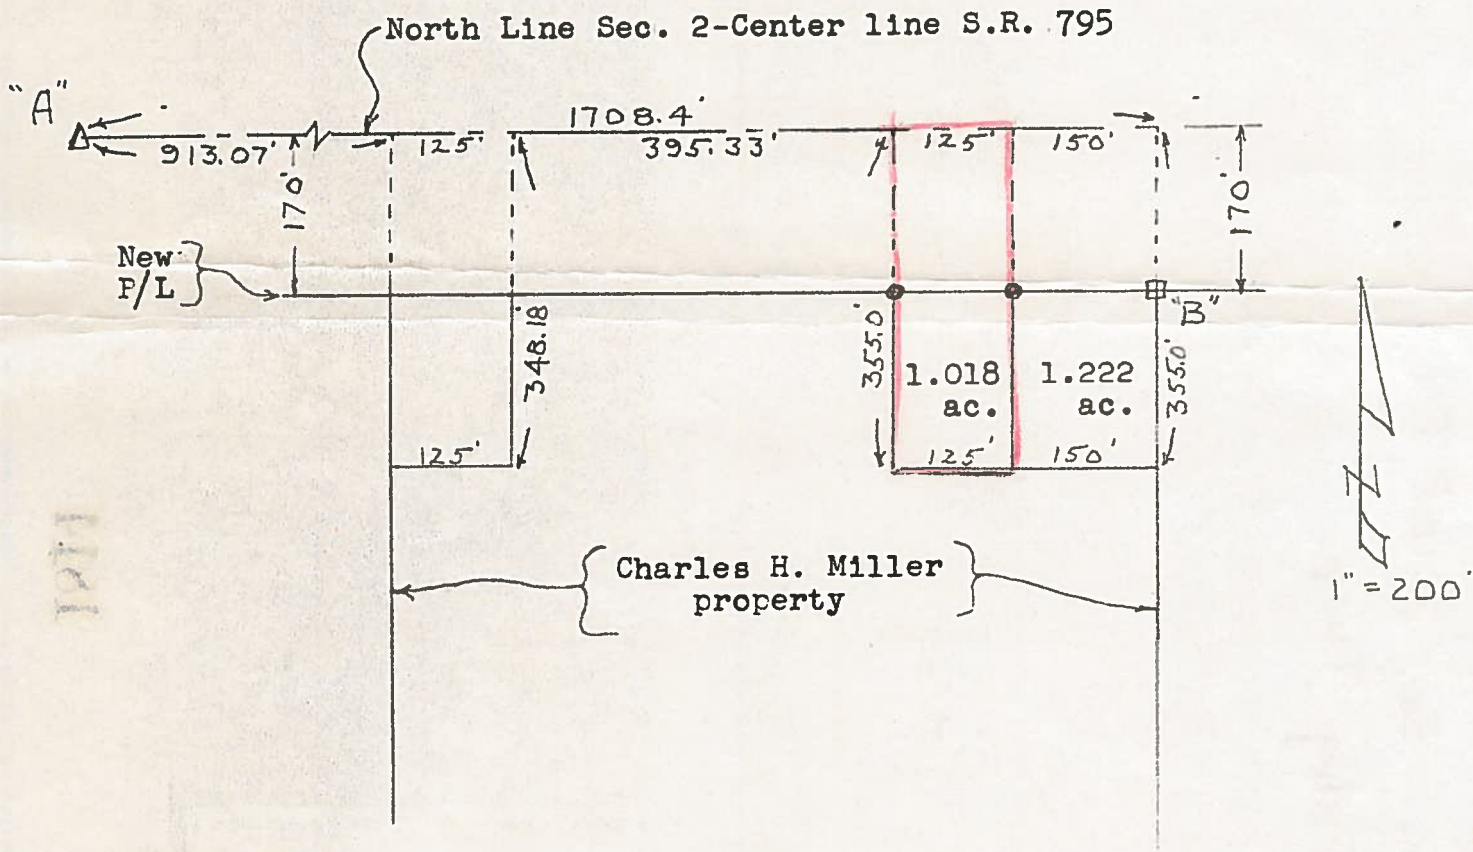 North Line Sec. 2-Center line S.R. 795
"A"
1708.4'
913.07' 125' 395.33' 125' 150'
170' 170'
New P/L
"B"
348.18' 355.0' 355.0'
1.018 ac.
1.222 ac.
125' 125' 150'
Charles H. Miller
property
N
1" = 200'